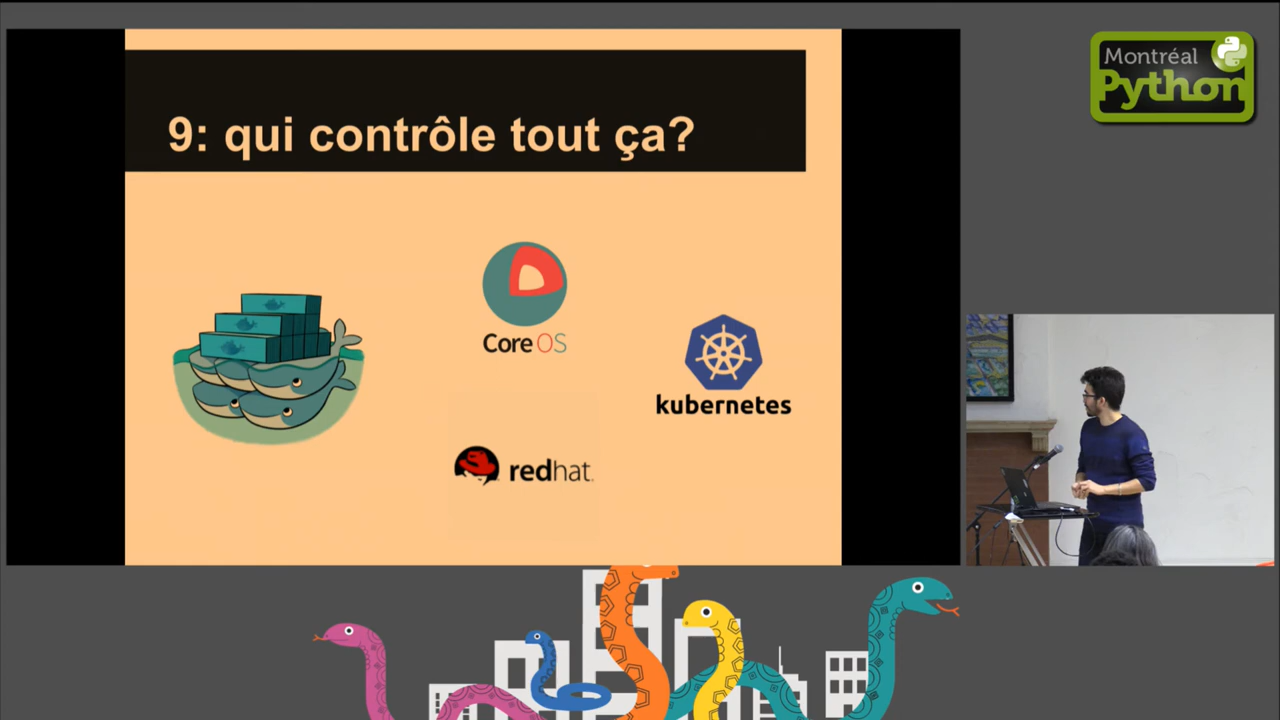 9: qui contrôle tout ça?
Core OS
kubernetes
redhat.
Montréal
Python